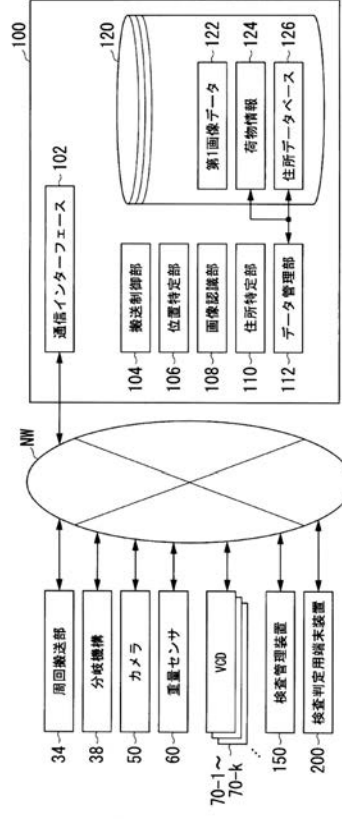 34 周回搬送部
38 分岐機構
50 カメラ
60 重量センサ
70-1～
70-k
VCD
150 検査管理装置
200 検査判定用端末装置
NW
100
通信インターフェース 102
104 搬送制御部
106 位置特定部
108 画像認識部
110 住所特定部
112 データ管理部
120
第1画像データ 122
荷物情報 124
住所データベース 126